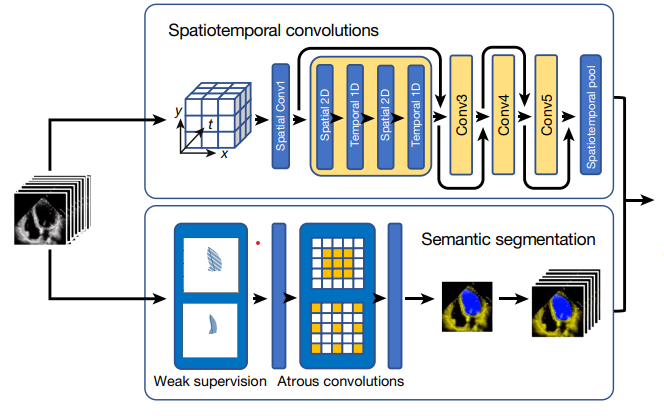 Spatiotemporal convolutions
y
t
x
Spatial Conv1
Spatial 2D
Temporal 1D
Spatial 2D
Temporal 1D
Conv3
Conv4
Conv5
Spatiotemporal pool
Semantic segmentation
Weak supervision
Atrous convolutions